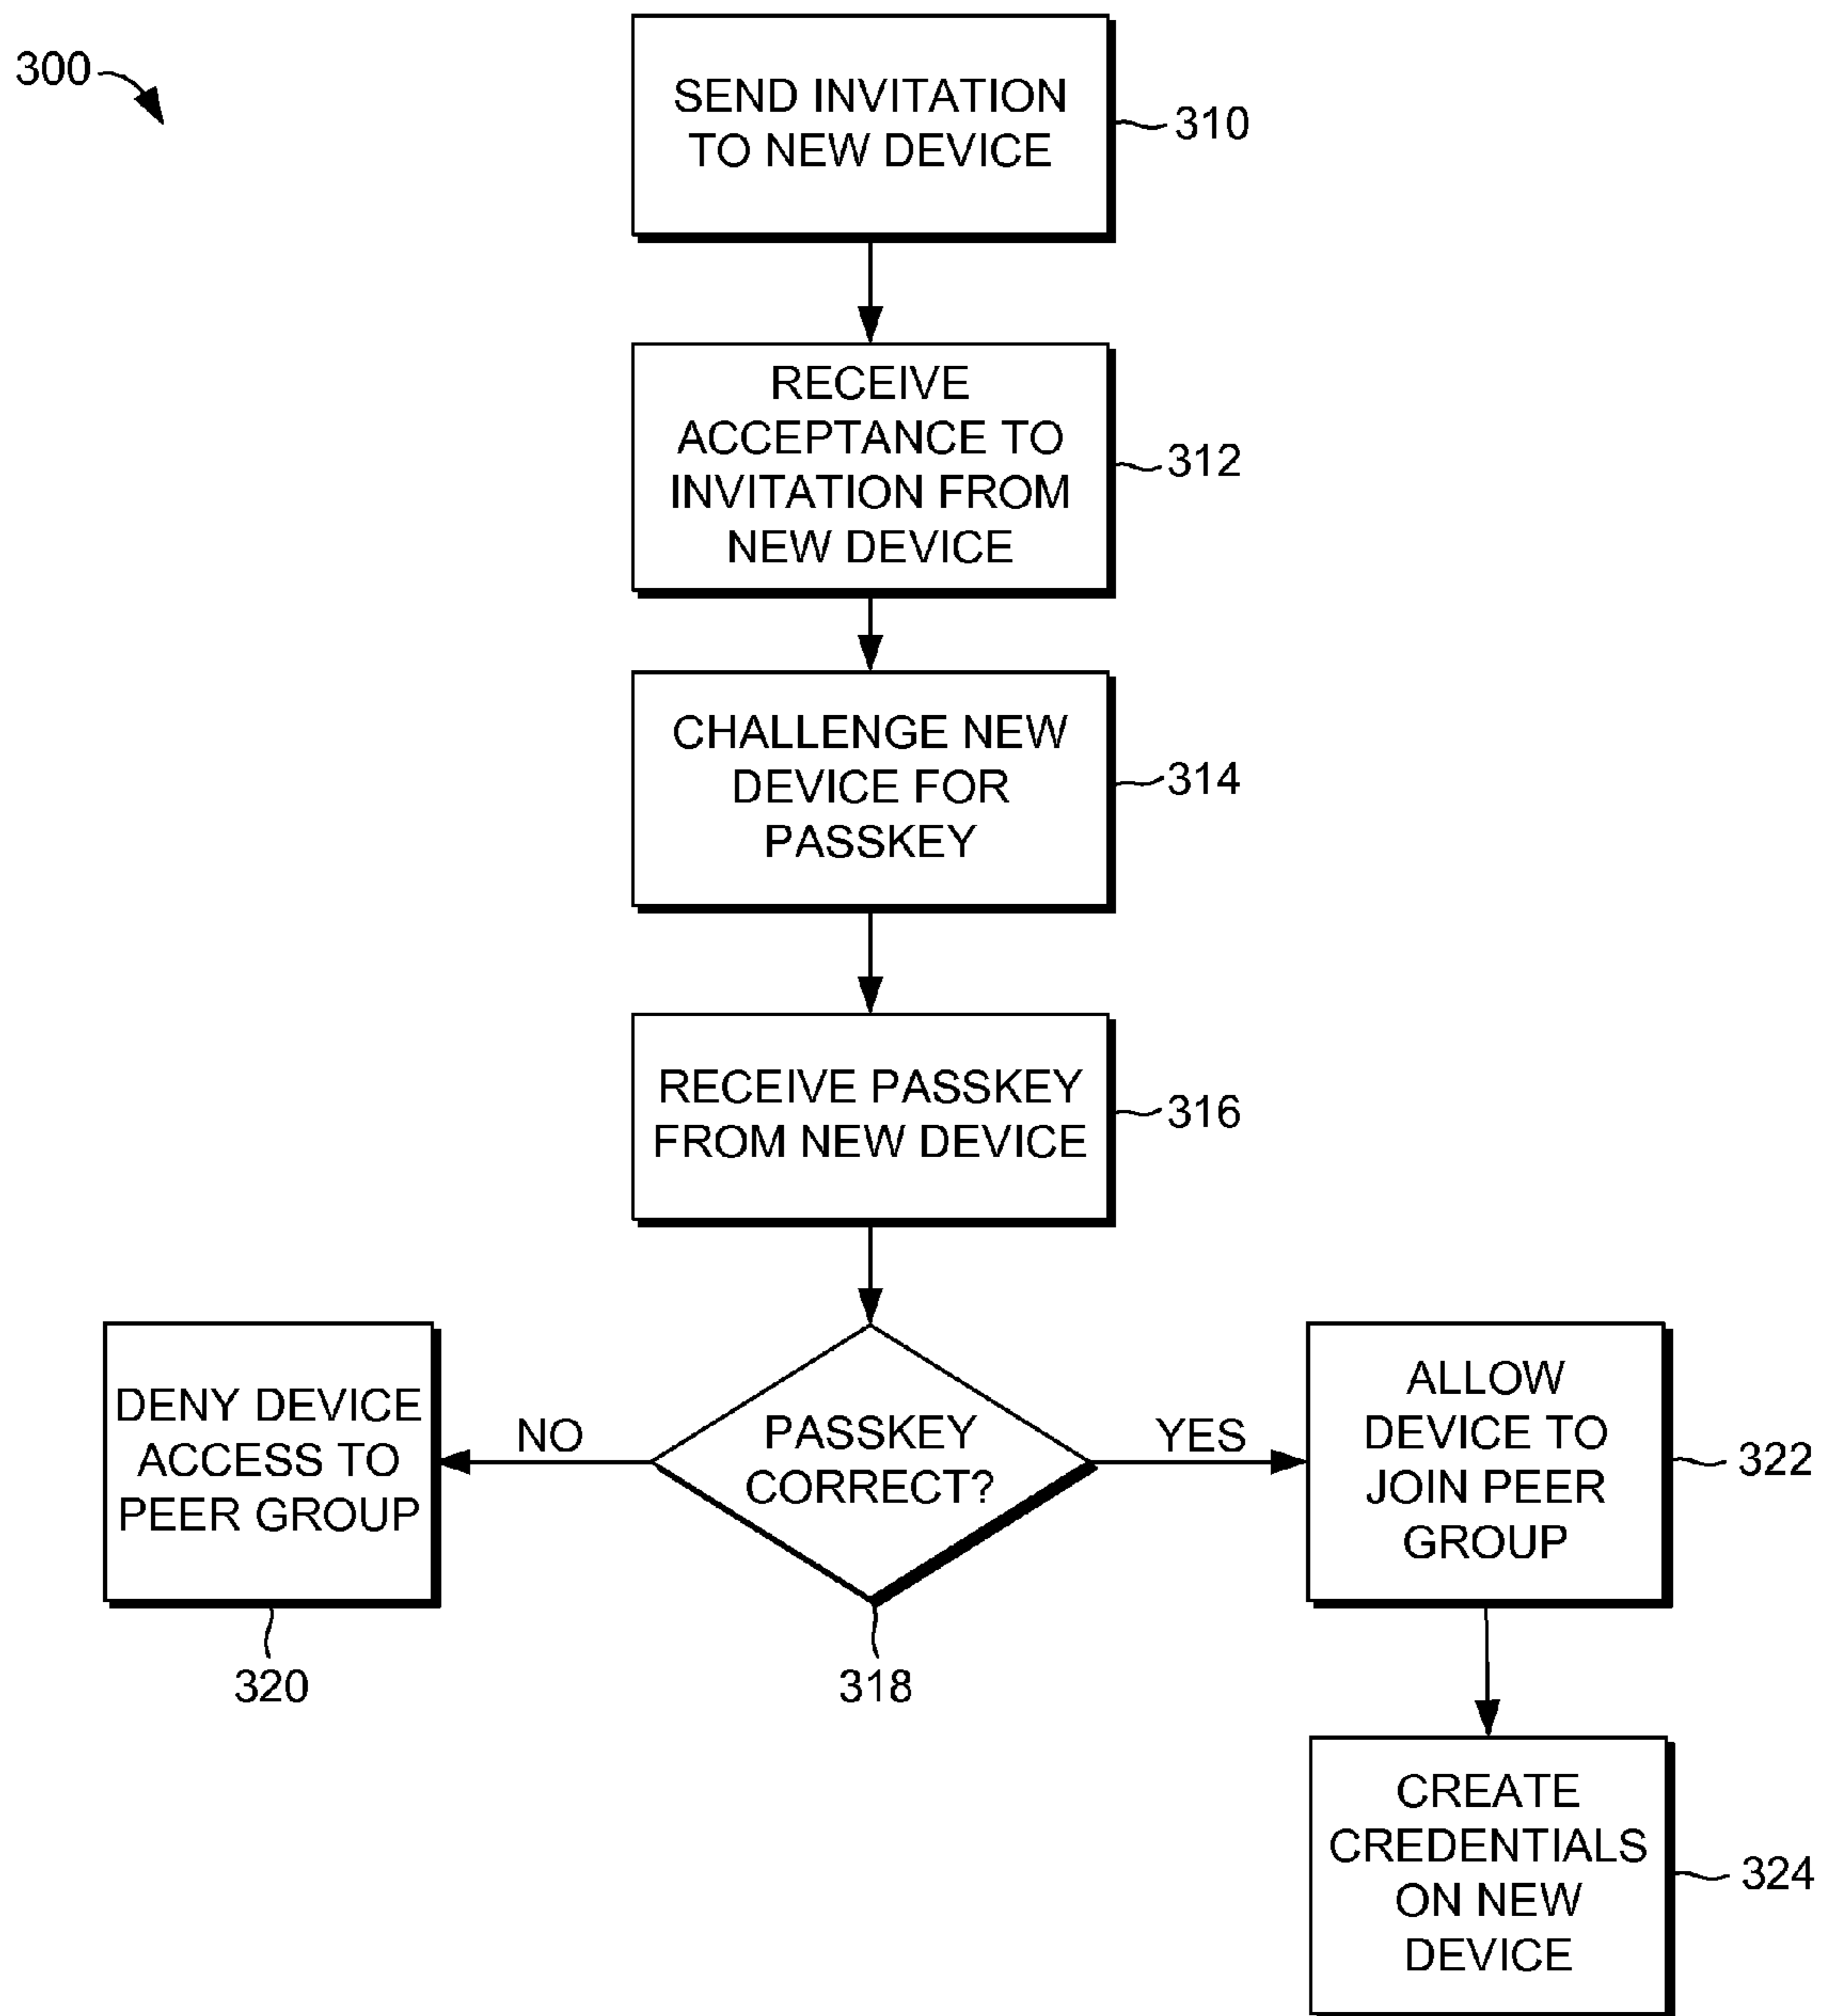 300
SEND INVITATION
TO NEW DEVICE
310
RECEIVE
ACCEPTANCE TO
INVITATION FROM
NEW DEVICE
312
CHALLENGE NEW
DEVICE FOR
PASSKEY
314
RECEIVE PASSKEY
FROM NEW DEVICE
316
PASSKEY
CORRECT?
318
NO
DENY DEVICE
ACCESS TO
PEER GROUP
320
YES
ALLOW
DEVICE TO
JOIN PEER
GROUP
322
CREATE
CREDENTIALS
ON NEW
DEVICE
324